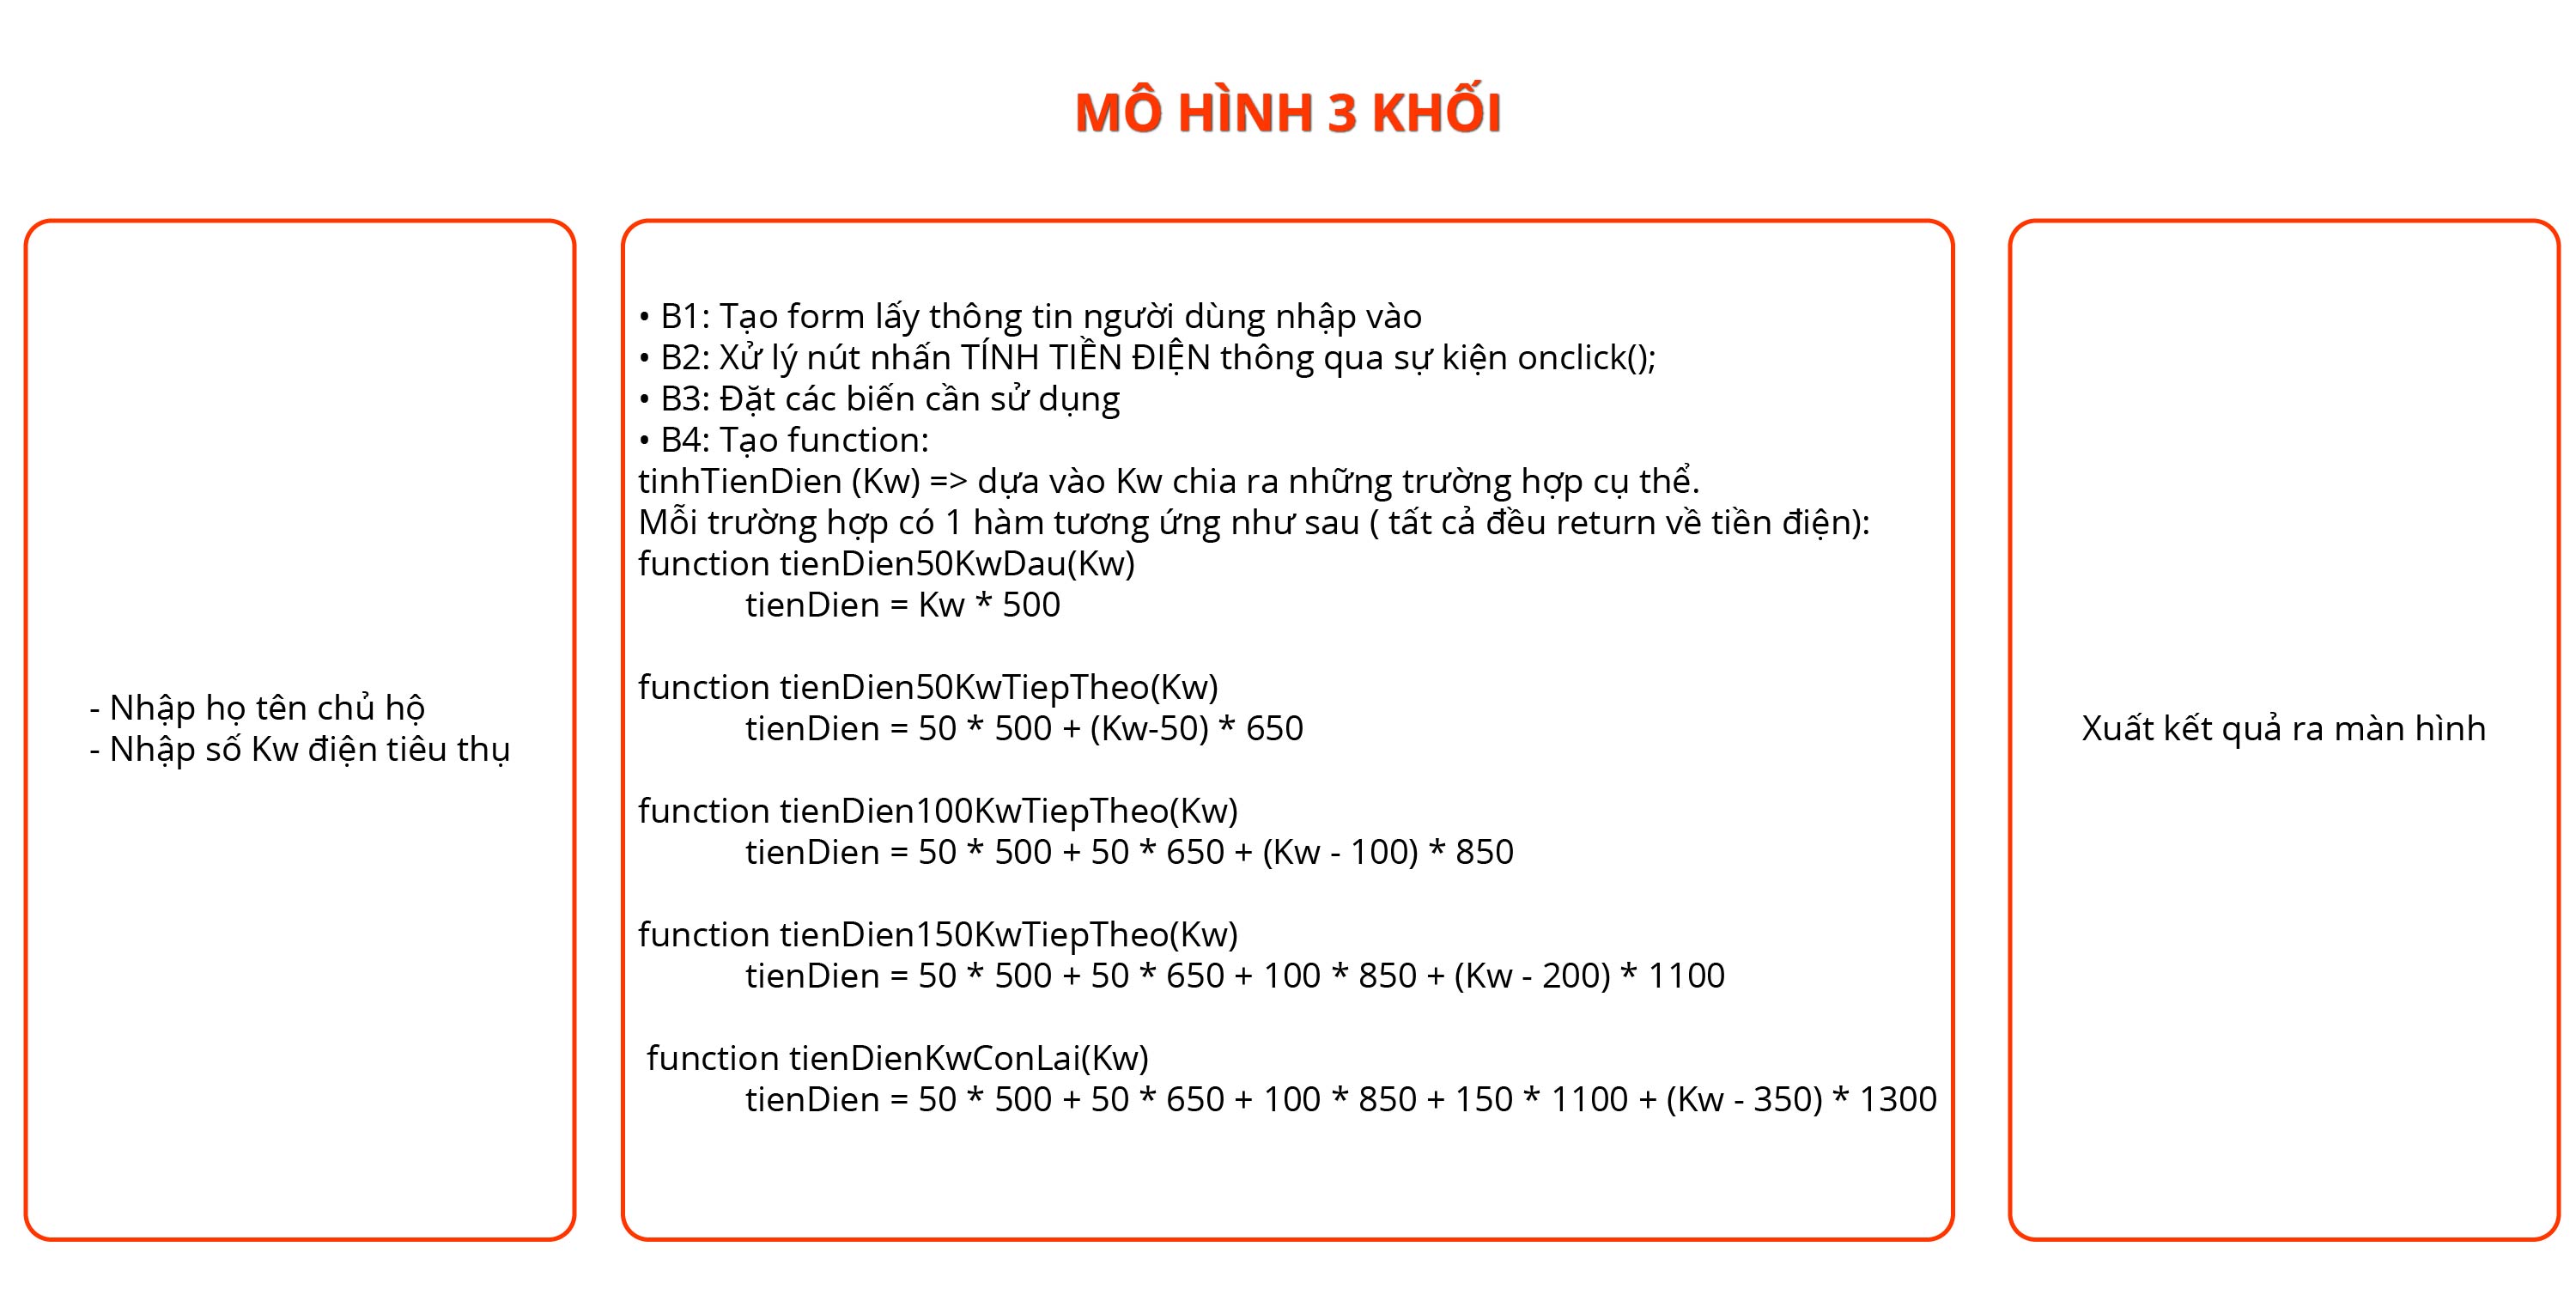 MÔ HÌNH 3 KHỐI
- Nhập họ tên chủ hộ
- Nhập số Kw điện tiêu thụ
• B1: Tạo form lấy thông tin người dùng nhập vào
• B2: Xử lý nút nhấn TÍNH TIỀN ĐIỆN thông qua sự kiện onclick();
• B3: Đặt các biến cần sử dụng
• B4: Tạo function:
tinhTienDien (Kw) => dựa vào Kw chia ra những trường hợp cụ thể.
Mỗi trường hợp có 1 hàm tương ứng như sau ( tất cả đều return về tiền điện):
function tienDien50KwDau(Kw)
tienDien = Kw * 500
function tienDien50KwTiepTheo(Kw)
tienDien = 50 * 500 + (Kw-50) * 650
function tienDien100KwTiepTheo(Kw)
tienDien = 50 * 500 + 50 * 650 + (Kw - 100) * 850
function tienDien150KwTiepTheo(Kw)
tienDien = 50 * 500 + 50 * 650 + 100 * 850 + (Kw - 200) * 1100
function tienDienKwConLai(Kw)
tienDien = 50 * 500 + 50 * 650 + 100 * 850 + 150 * 1100 + (Kw - 350) * 1300
Xuất kết quả ra màn hình